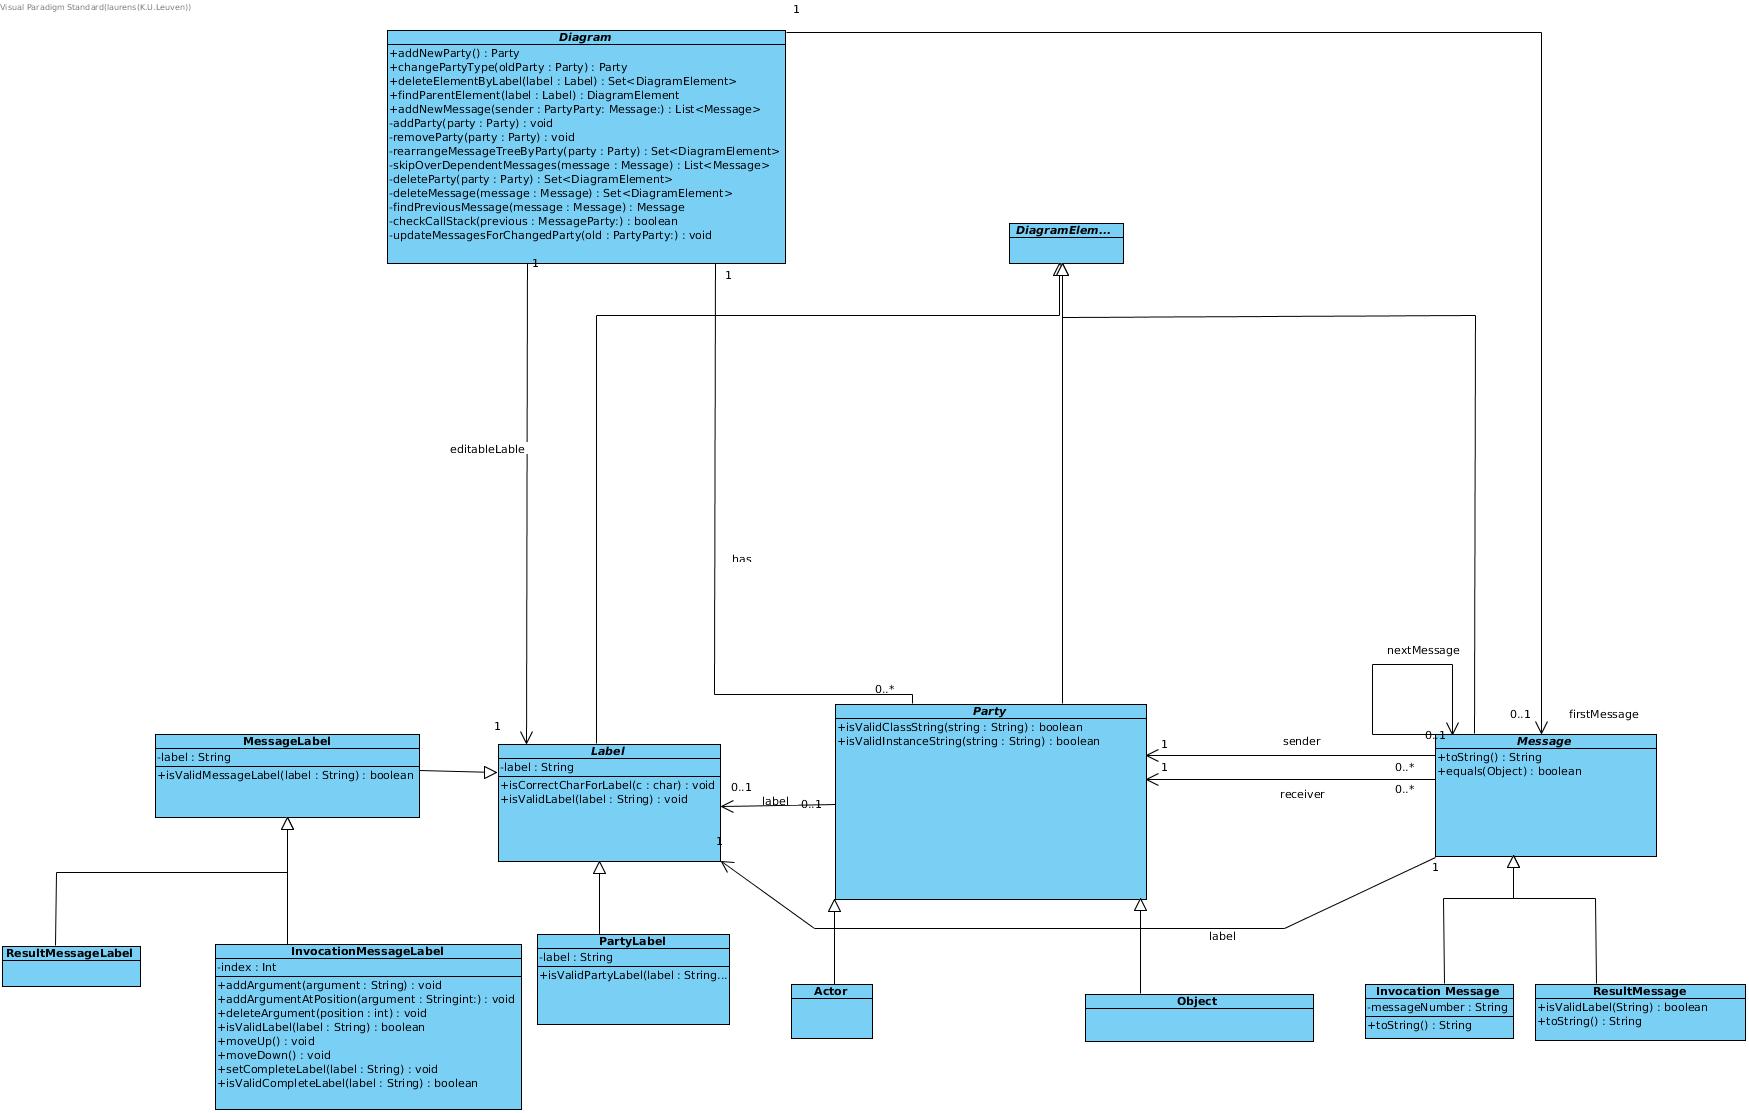 Visual Paradigm Standard(laurens(K.U.Leuven))
1
Diagram
+addNewParty() : Party
+changePartyType(oldParty : Party) : Party
+deleteElementByLabel(label : Label) : Set<DiagramElement>
+findParentElement(label : Label) : DiagramElement
+addNewMessage(sender : PartyParty: Message:) : List<Message>
-addParty(party : Party) : void
-removeParty(party : Party) : void
-rearrangeMessageTreeByParty(party : Party) : Set<DiagramElement>
-skipOverDependentMessages(message : Message) : List<Message>
-deleteParty(party : Party) : Set<DiagramElement>
-deleteMessage(message : Message) : Set<DiagramElement>
-findPreviousMessage(message : Message) : Message
-checkCallStack(previous : MessageParty:) : boolean
-updateMessagesForChangedParty(old : PartyParty:) : void
1
1
DiagramElem...
editableLable
has
nextMessage
0..*
1
0..1
firstMessage
0..1
MessageLabel
-label : String
+isValidMessageLabel(label : String) : boolean
Label
-label : String
+isCorrectCharForLabel(c : char) : void
+isValidLabel(label : String) : void
0..1
label
0..1
1
Party
+isValidClassString(string : String) : boolean
+isValidInstanceString(string : String) : boolean
1
sender
0..*
1
receiver
0..*
Message
+toString() : String
+equals(Object) : boolean
1
label
ResultMessageLabel
InvocationMessageLabel
-index : Int
+addArgument(argument : String) : void
+addArgumentAtPosition(argument : Stringint:) : void
+deleteArgument(position : int) : void
+isValidLabel(label : String) : boolean
+moveUp() : void
+moveDown() : void
+setCompleteLabel(label : String) : void
+isValidCompleteLabel(label : String) : boolean
PartyLabel
-label : String
+isValidPartyLabel(label : String...
Actor
Object
Invocation Message
-messageNumber : String
+toString() : String
ResultMessage
+isValidLabel(String) : boolean
+toString() : String